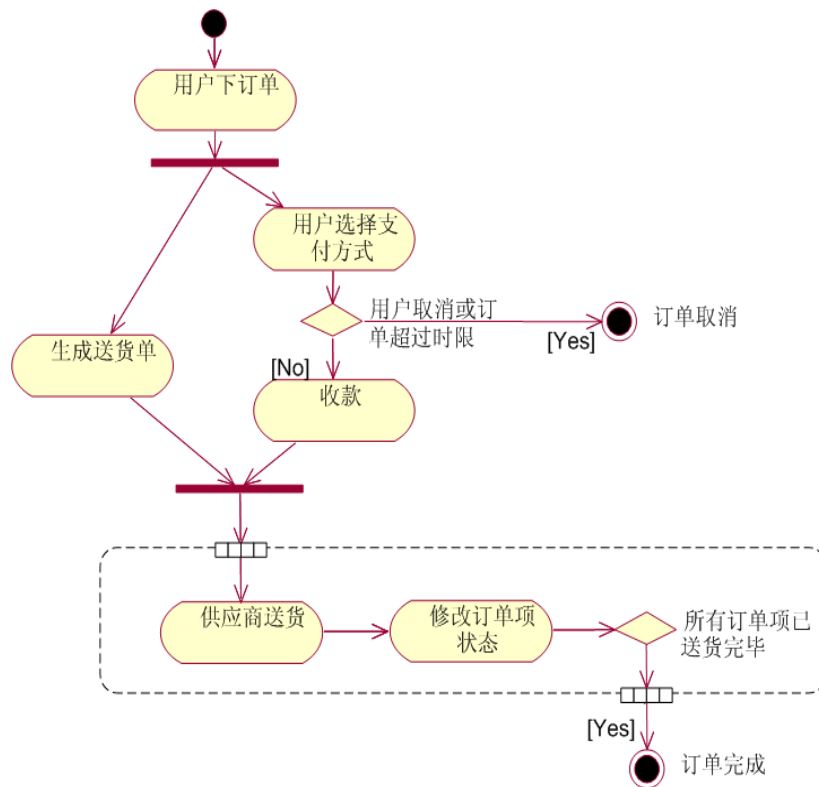 用户下订单
用户选择支
付方式
用户取消或订
单超过时限
[Yes]
订单取消
生成送货单
[No]
收款
供应商送货
修改订单项
状态
所有订单项已
送货完毕
[Yes]
订单完成